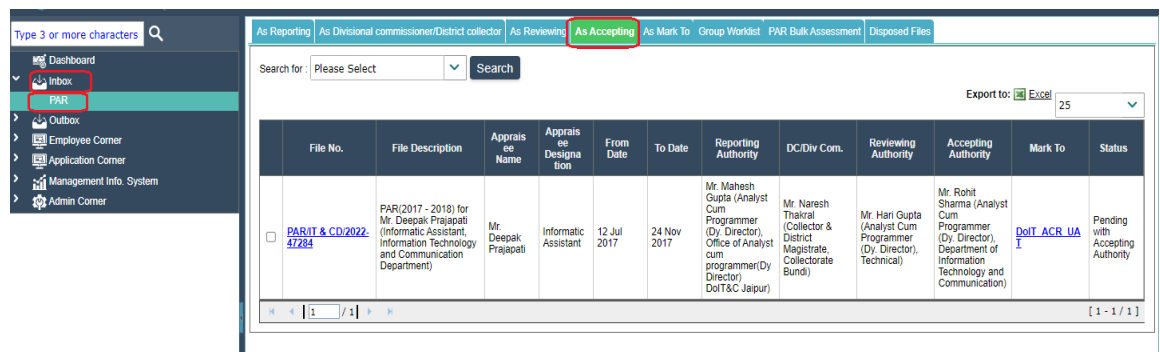 Type 3 or more characters
Dashboard
Inbox
PAR
Outbox
Employee Corner
Application Corner
Management Info. System
Admin Corner
As Reporting As Divisional commissioner/District collector As Reviewing As Accepting As Mark To Group Worklist PAR Bulk Assessment Disposed Files
Search for : Please Select Search
Export to: Excel 25
File No.
File Description
Apprais
ee
Name
Apprais
ee
Designa
tion
From
Date
To Date
Reporting
Authority
DC/Div Com.
Reviewing
Authority
Accepting
Authority
Mark To
Status
PAR/IT & CD/2022-
47284
PAR(2017 - 2018) for
Mr. Deepak Prajapati
(Informatic Assistant,
Information Technology
and Communication
Department)
Mr.
Deepak
Prajapati
Informatic
Assistant
12 Jul
2017
24 Nov
2017
Mr. Mahesh
Gupta (Analyst
Cum
Programmer
(Dy. Director),
Office of Analyst
cum
programmer(Dy
Director)
DoIT&C Jaipur)
Mr. Naresh
Thakral
(Collector &
District
Magistrate,
Collectorate
Bundi)
Mr. Hari Gupta
(Analyst Cum
Programmer
(Dy. Director),
Technical)
Mr. Rohit
Sharma (Analyst
Cum
Programmer
(Dy. Director),
Department of
Information
Technology and
Communication)
DoIT_ACR_UA
T
Pending
with
Accepting
Authority
1 / 1
[ 1 - 1 / 1 ]